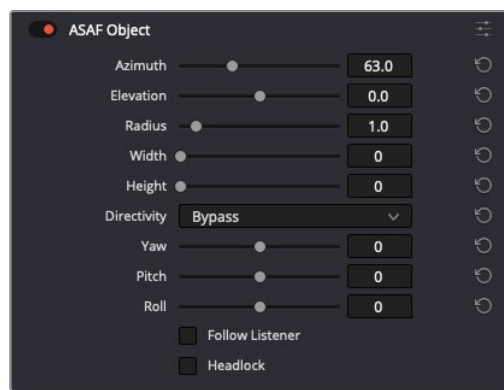 ASAF Object
Azimuth 63.0
Elevation 0.0
Radius 1.0
Width 0
Height 0
Directivity Bypass
Yaw 0
Pitch 0
Roll 0
Follow Listener
Headlock